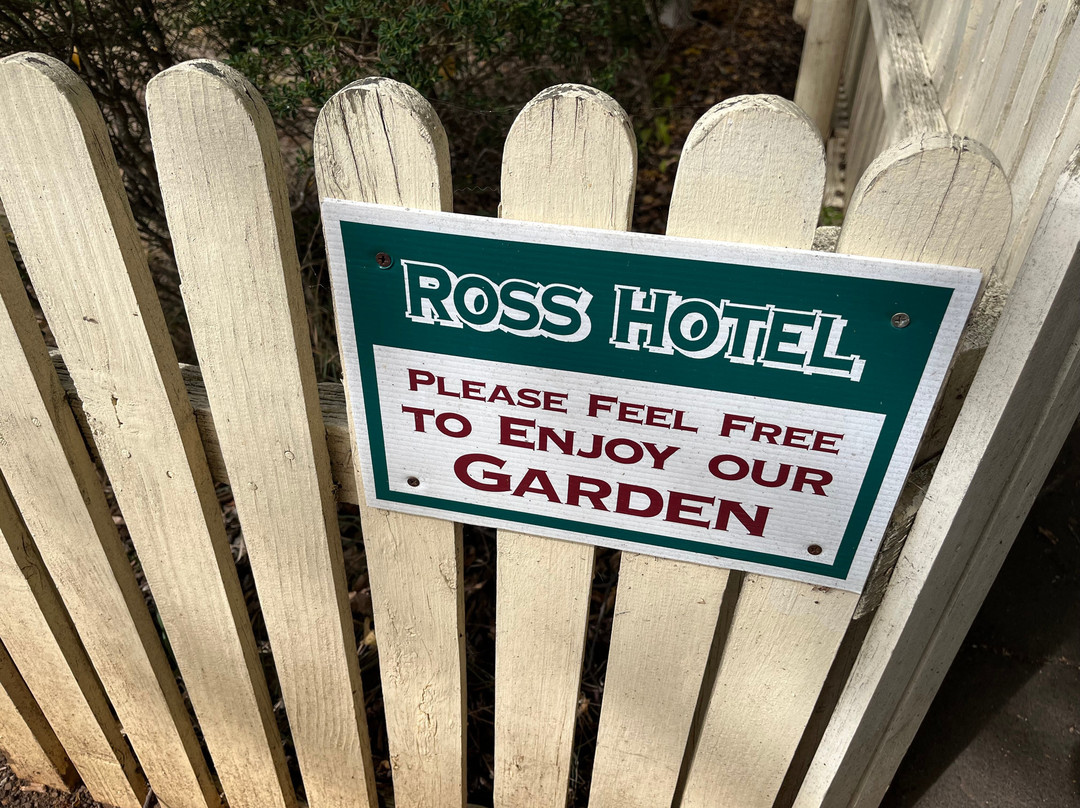 ROSS HOTEL
PLEASE FEEL FREE
TO ENJOY OUR
GARDEN